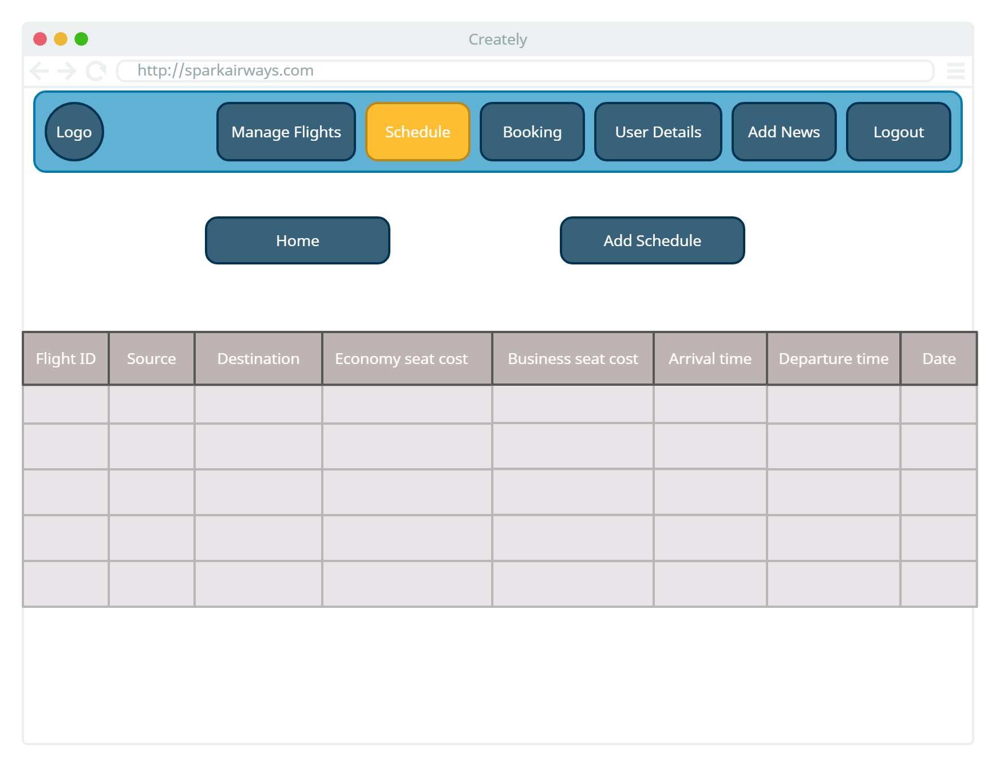 Creately
http://sparkairways.com
Logo
Manage Flights
Schedule
Booking
User Details
Add News
Logout
Home
Add Schedule
Flight ID
Source
Destination
Economy seat cost
Business seat cost
Arrival time
Departure time
Date